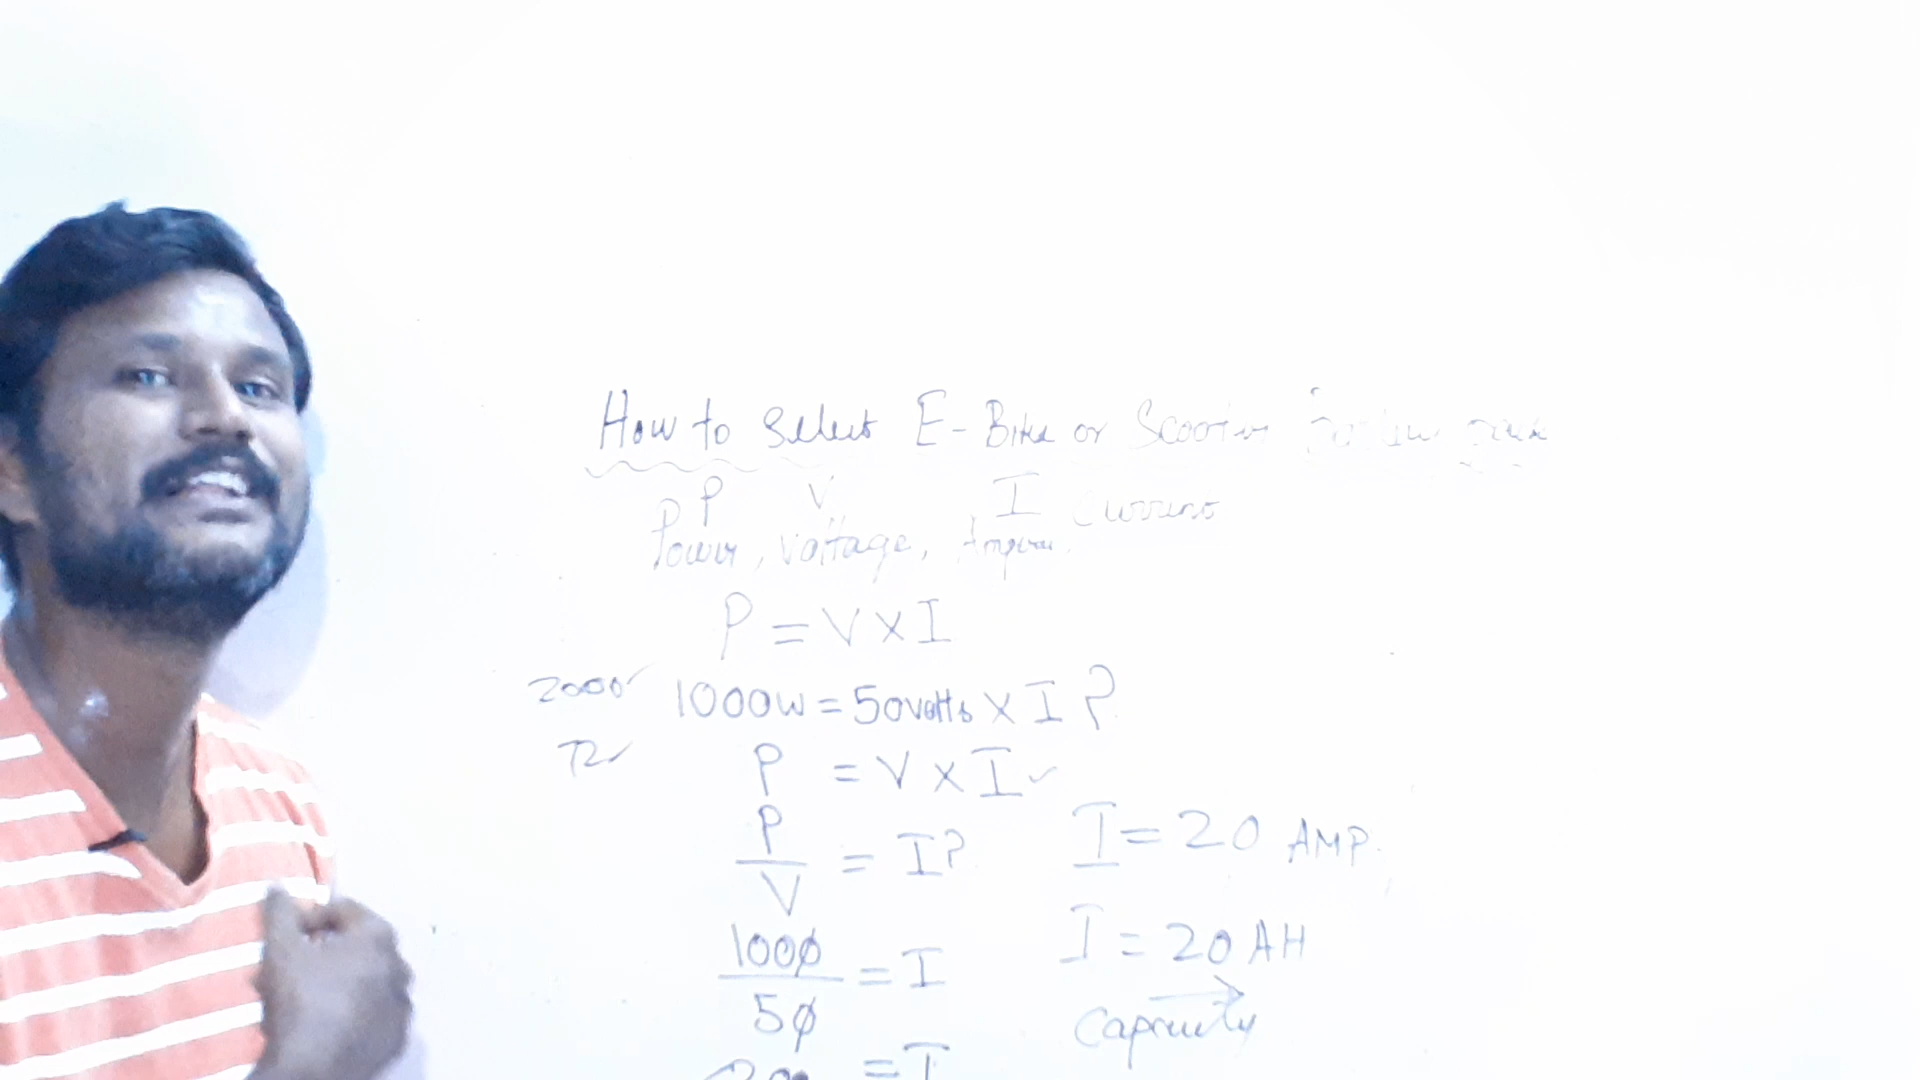 How to Select E-Bike or Scooter
P V I Current
Power, Voltage, Ampere,
P = V X I
2000 1000W = 50Volts X I ?
72 P = V X I
P/V = I?
I = 20 AMP.
1000/50 = I
I = 20 AH
Capacity
= I